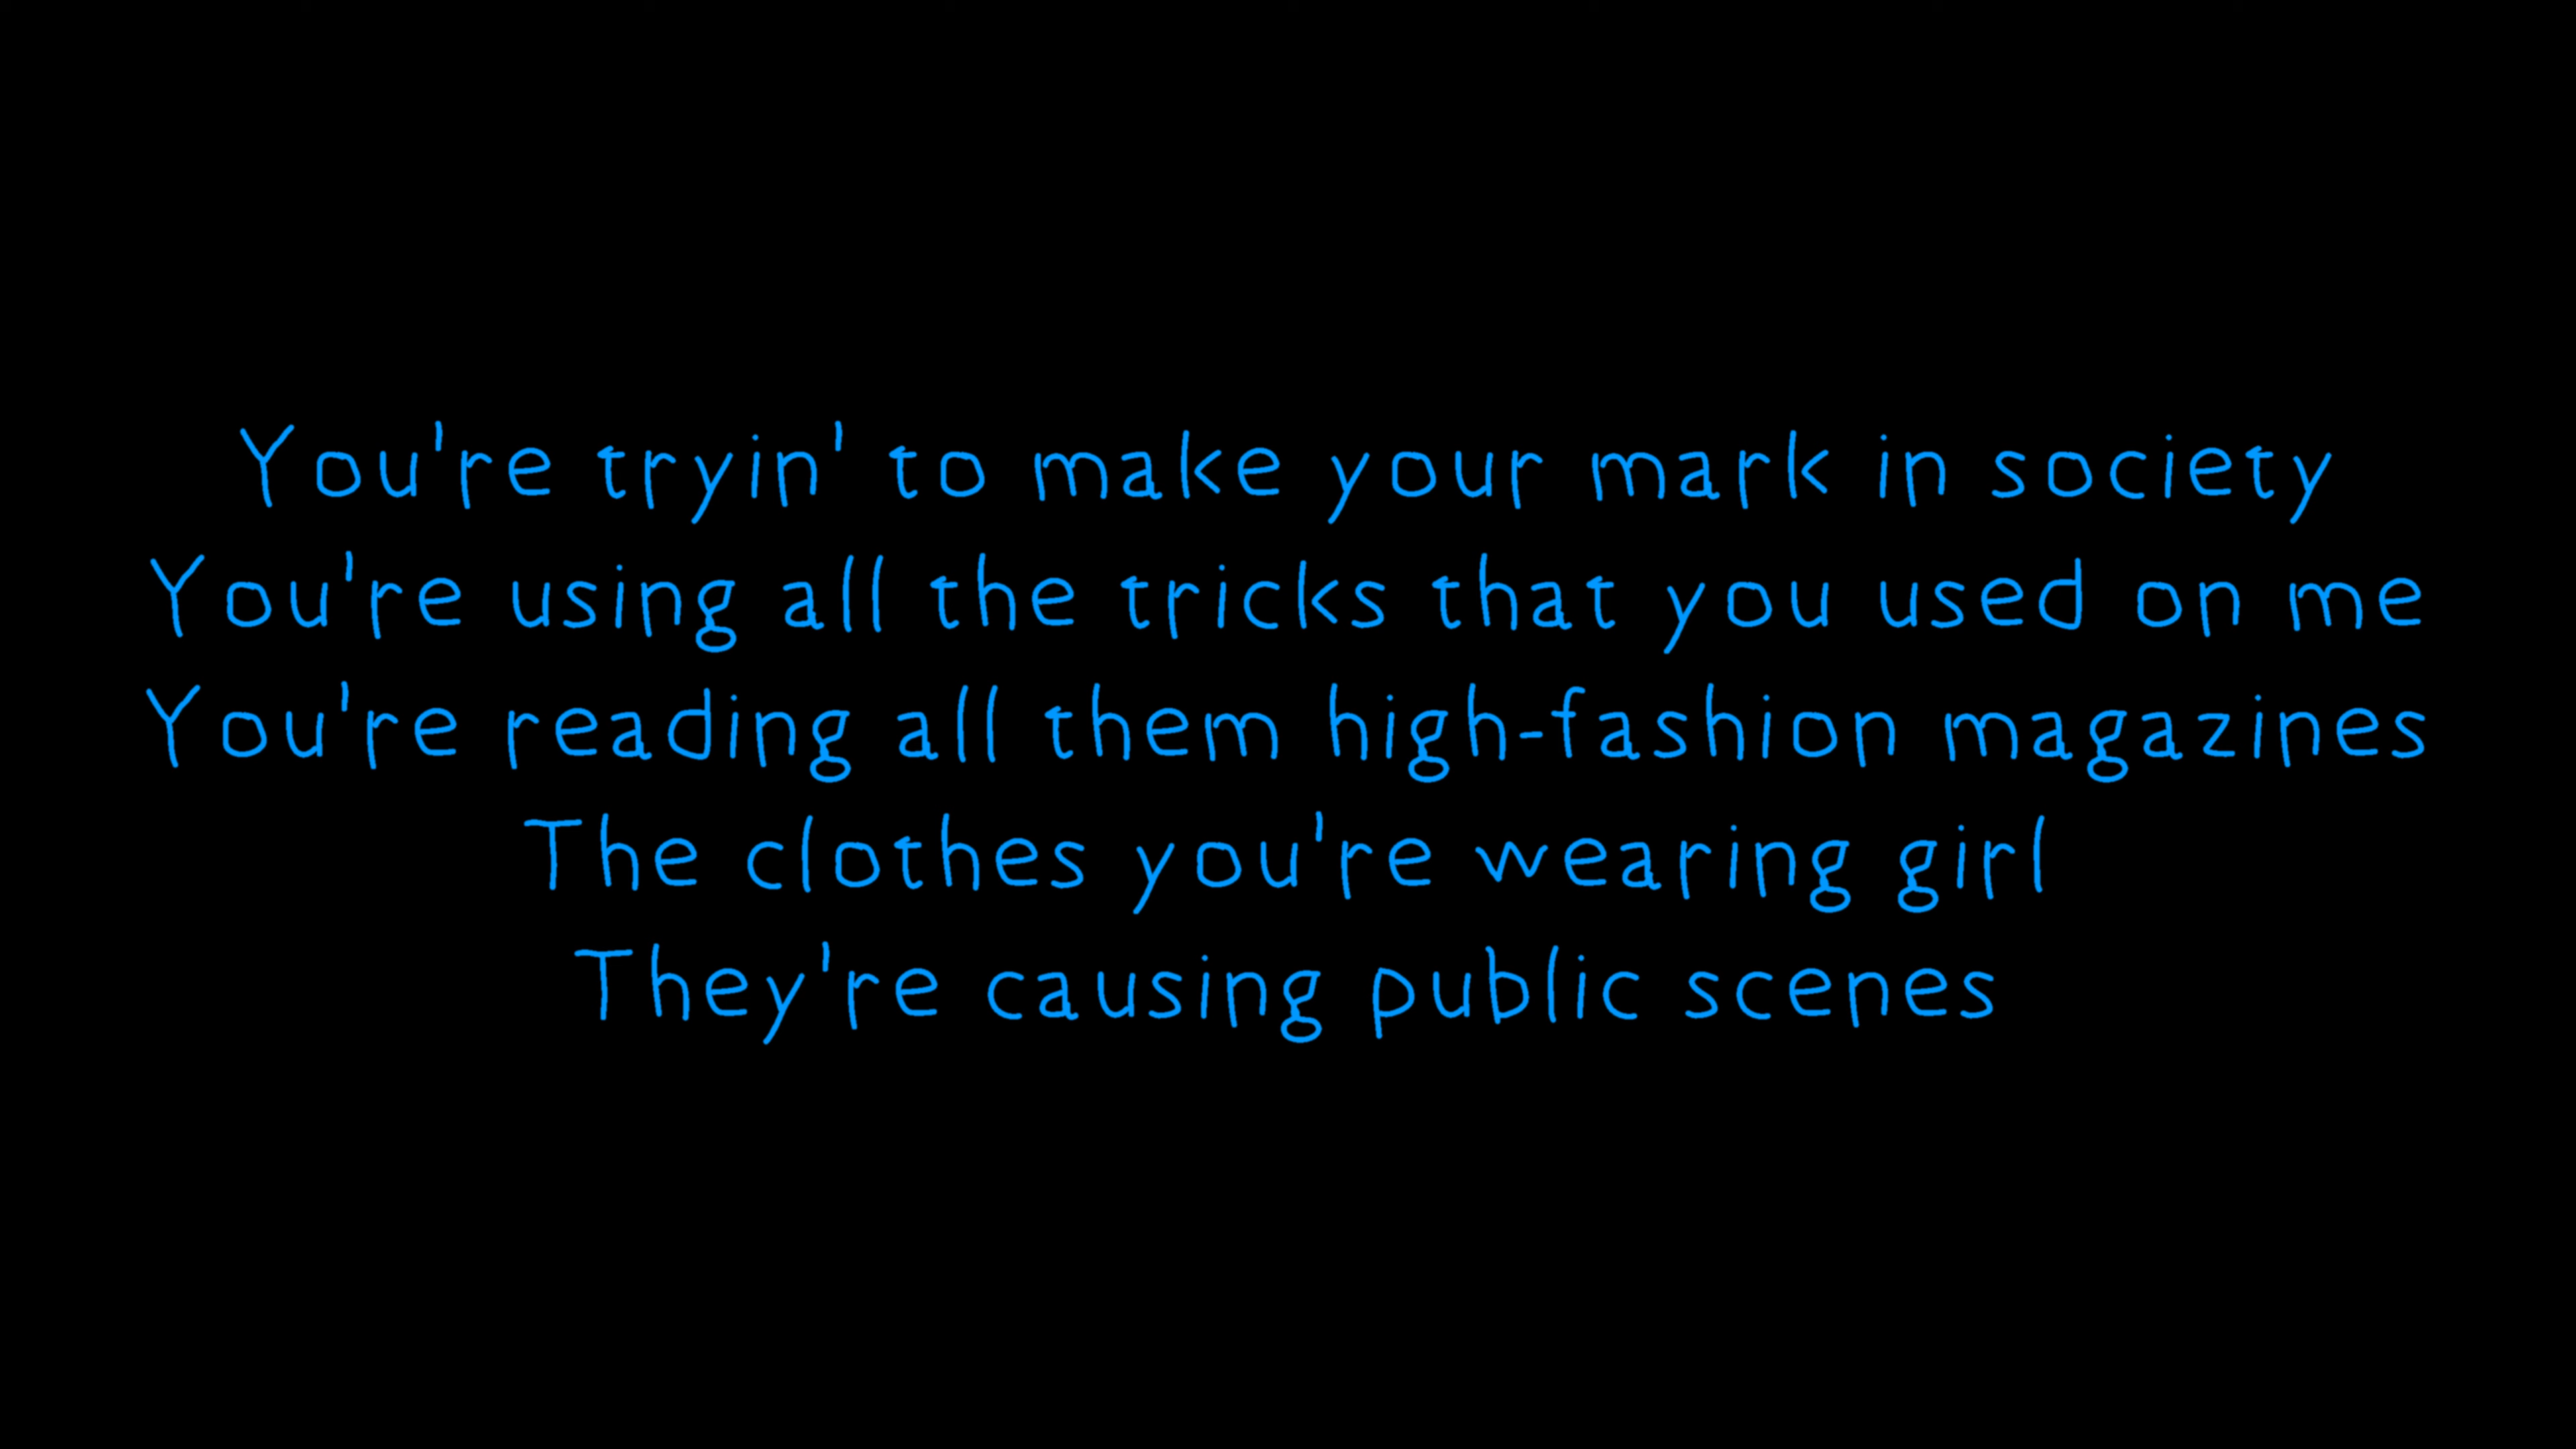 You're tryin' to make your mark in society
You're using all the tricks that you used on me
You're reading all them high-fashion magazines
The clothes you're wearing girl
They're causing public scenes